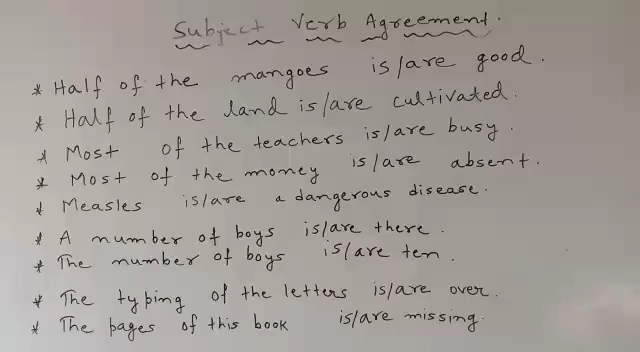 Subject Verb Agreement.
* Half of the mangoes is/are good.
* Half of the land is/are cultivated.
* Most of the teachers is/are busy.
* Most of the money is/are absent.
* Measles is/are a dangerous disease.
* A number of boys is/are there.
* The number of boys is/are ten.
* The typing of the letters is/are over.
* The pages of this book is/are missing.